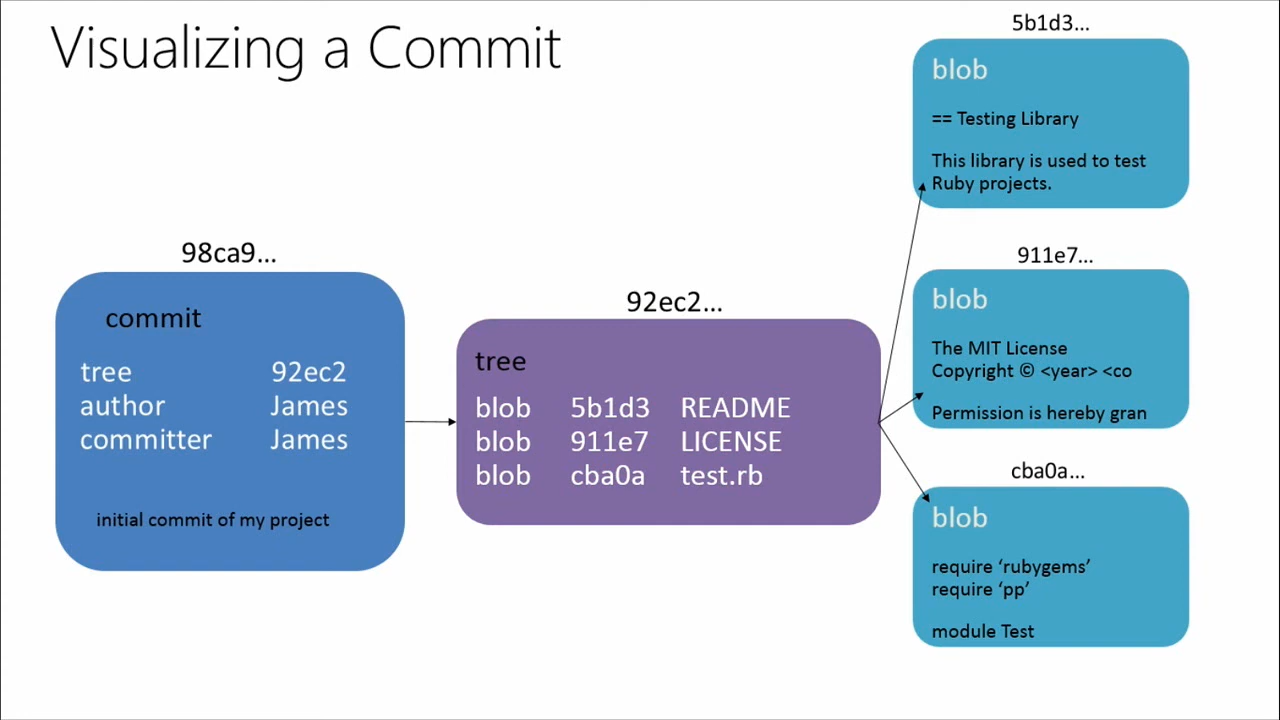 Visualizing a Commit
98ca9...
commit
tree 92ec2
author James
committer James
initial commit of my project
92ec2...
tree
blob 5b1d3 README
blob 911e7 LICENSE
blob cba0a test.rb
5b1d3...
blob
== Testing Library
This library is used to test
Ruby projects.
911e7...
blob
The MIT License
Copyright © <year> <co
Permission is hereby gran
cba0a...
blob
require ‘rubygems’
require ‘pp’
module Test